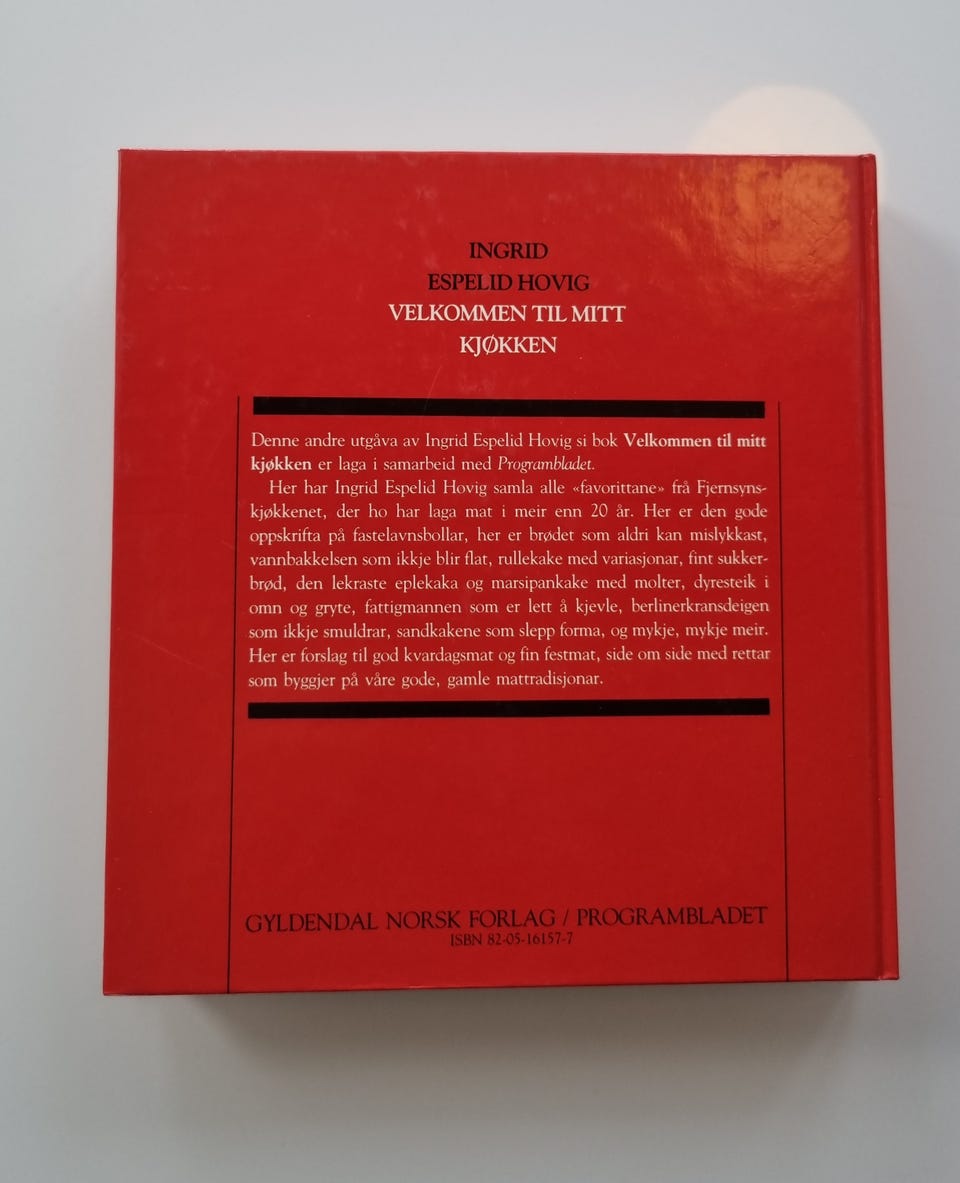 INGRID
ESPELID HOVIG
VELKOMMEN TIL MITT
KJØKKEN
Denne andre utgåva av Ingrid Espelid Hovig si bok Velkommen til mitt
kjøkken er laga i samarbeid med Programbladet.
Her har Ingrid Espelid Hovig samla alle «favorittane» frå Fjernsyns-
kjøkkenet, der ho har laga mat i meir enn 20 år. Her er den gode
oppskrifta på fastelavnsbollar, her er brødet som aldri kan mislykkast,
vannbakkelsen som ikkje blir flat, rullekake med variasjonar, fint sukker-
brød, den lekraste eplekaka og marsipankake med molter, dyresteik i
omn og gryte, fattigmannen som er lett å kjevle, berlinerkransdeigen
som ikkje smuldrar, sandkakene som slepp forma, og mykje, mykje meir.
Her er forslag til god kvardagsmat og fin festmat, side om side med rettar
som byggjer på våre gode, gamle mattradisjonar.
GYLDENDAL NORSK FORLAG / PROGRAMBLADET
ISBN 82-05-16157-7